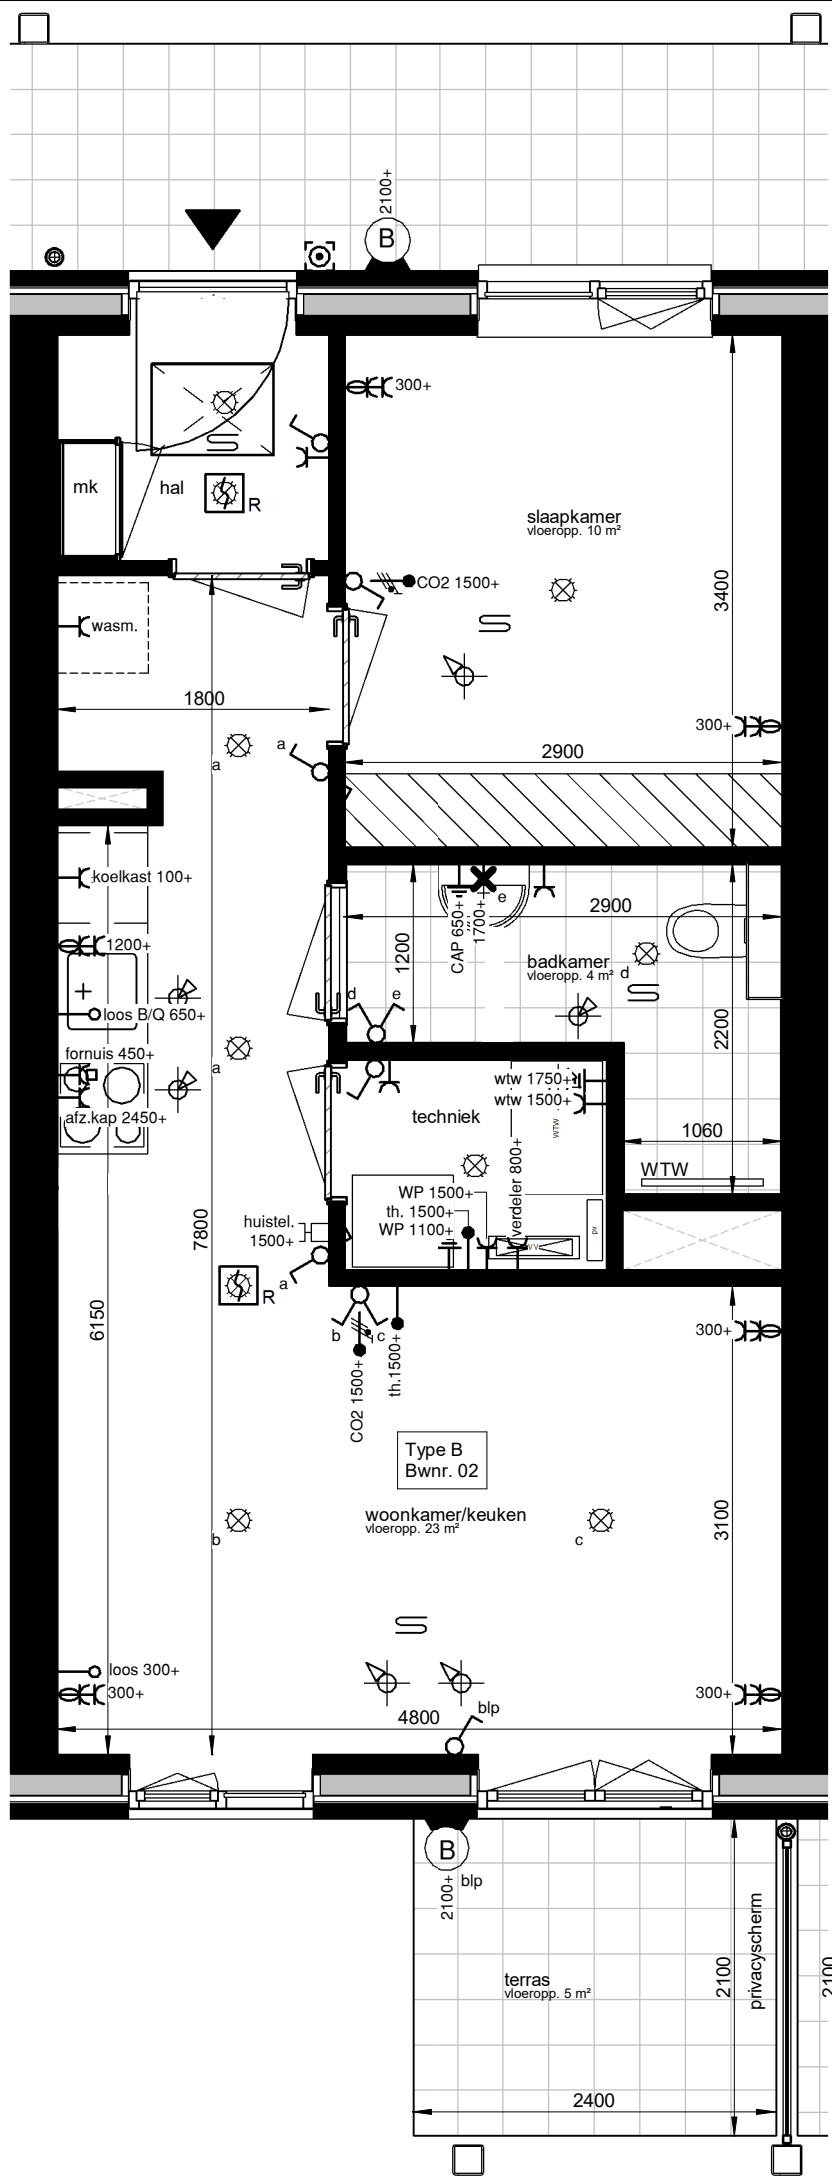 2100+
B
300+
mk
hal
R
slaapkamer
vloeropp. 10 m²
CO2 1500+
3400
wasm.
1800
300+
a
a
2900
koelkast 100+
1200+
CAP 650+
1700+
e
2900
1200
badkamer
vloeropp. 4 m²
d
d
e
loos B/Q 650+
2200
fornuis 450+
a
afz.kap 2450+
wtw 1750+
wtw 1500+
WTW
techniek
verdeler 800+
1060
WTW
WP 1500+
th. 1500+
WP 1100+
pv
huistel.
1500+
7800
a
R
6150
b
c
CO2 1500+
th.1500+
300+
Type B
Bwnr. 02
woonkamer/keuken
vloeropp. 23 m²
3100
b
c
loos 300+
300+
300+
blp
4800
B
2100+
blp
privacyscherm
terras
vloeropp. 5 m²
2100
2100
2400